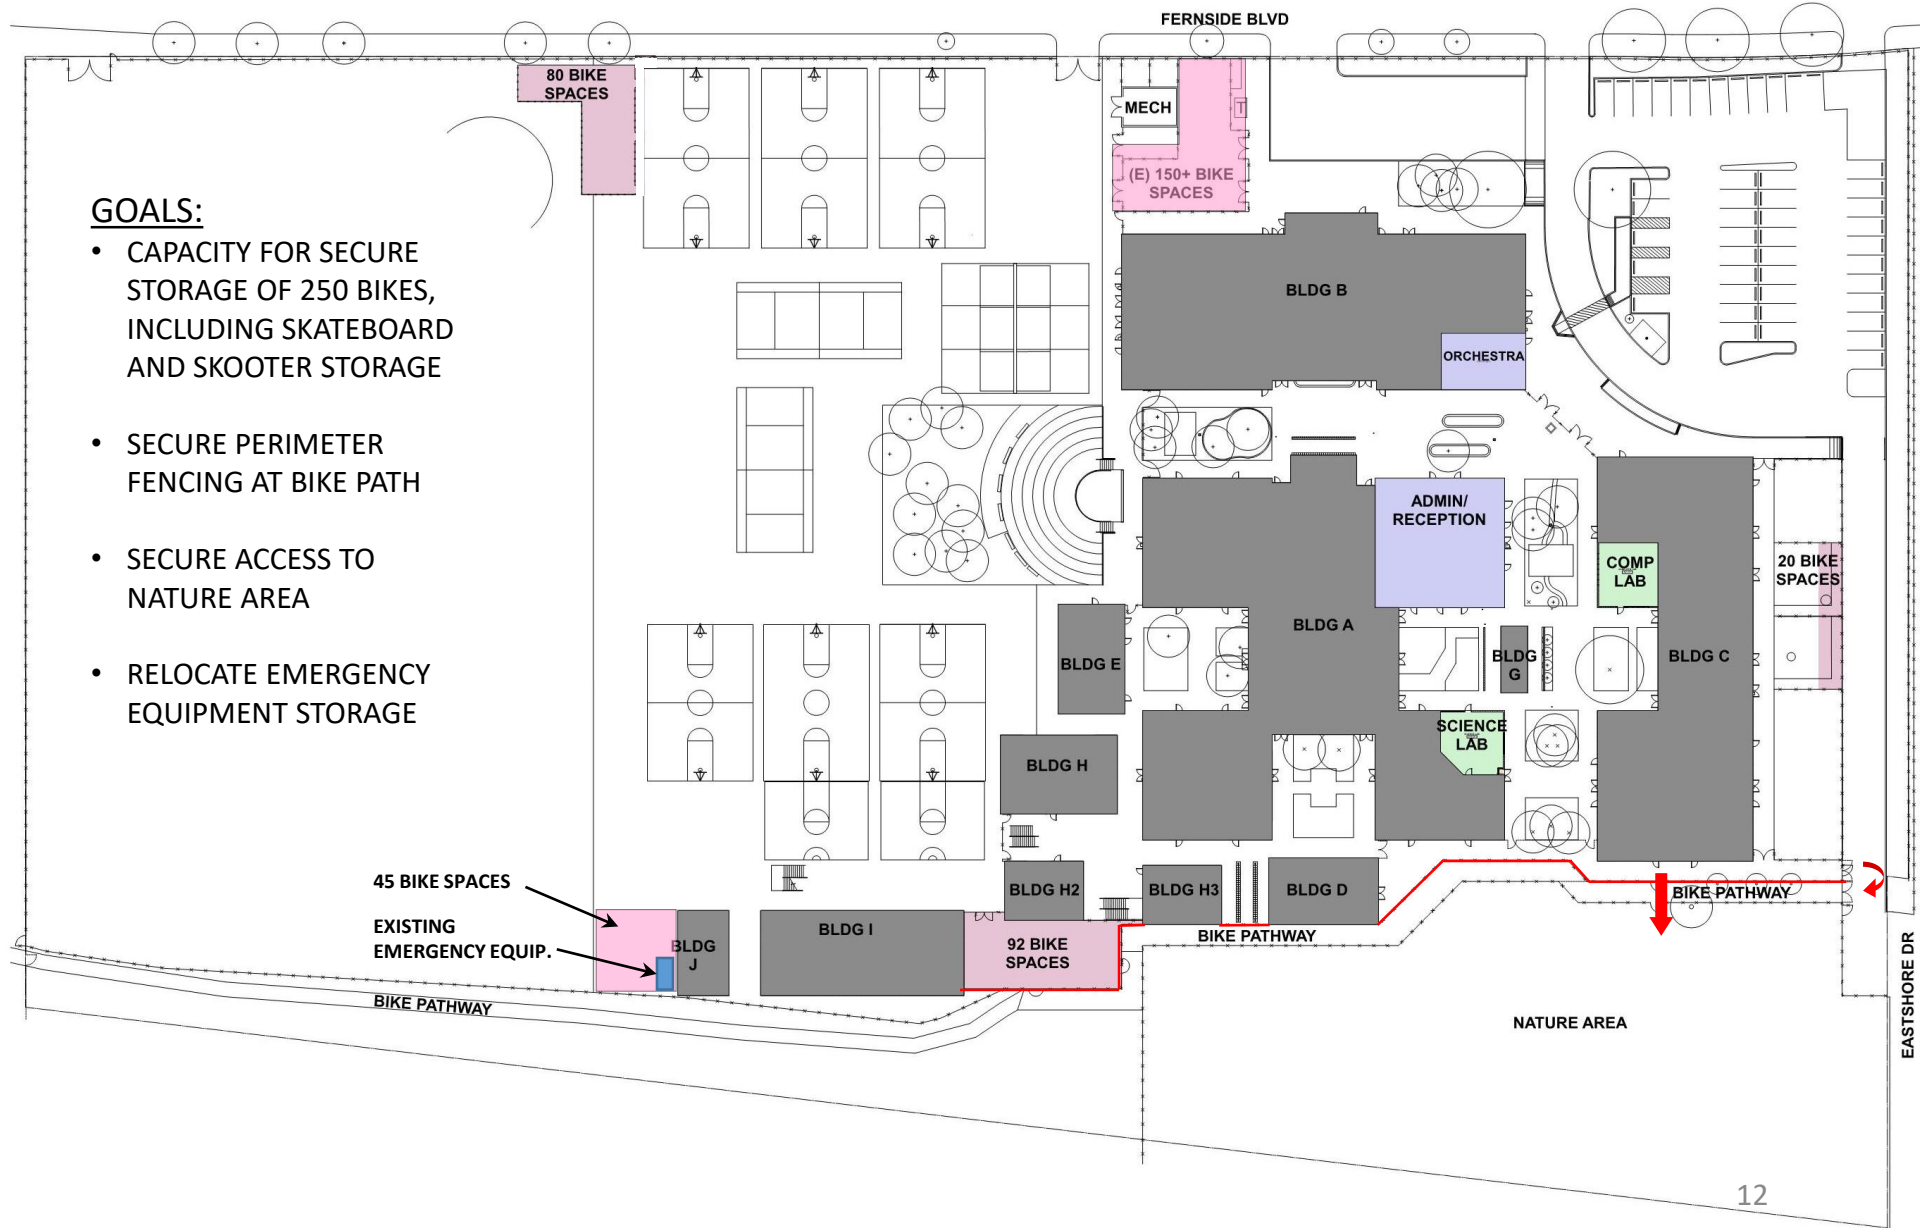 FERNSIDE BLVD
80 BIKE
SPACES
MECH
T
(E) 150+ BIKE
SPACES
GOALS:
• CAPACITY FOR SECURE
STORAGE OF 250 BIKES,
INCLUDING SKATEBOARD
AND SKOOTER STORAGE
• SECURE PERIMETER
FENCING AT BIKE PATH
• SECURE ACCESS TO
NATURE AREA
• RELOCATE EMERGENCY
EQUIPMENT STORAGE
BLDG B
ORCHESTRA
ADMIN/
RECEPTION
COMP
LAB
20 BIKE
SPACES
BLDG A
BLDG E
BLDG
G
BLDG C
SCIENCE
LAB
BLDG H
45 BIKE SPACES
EXISTING
EMERGENCY EQUIP.
BLDG H2
BLDG H3
BLDG D
BIKE PATHWAY
BLDG I
BLDG
J
92 BIKE
SPACES
BIKE PATHWAY
BIKE PATHWAY
NATURE AREA
EASTSHORE DR
12